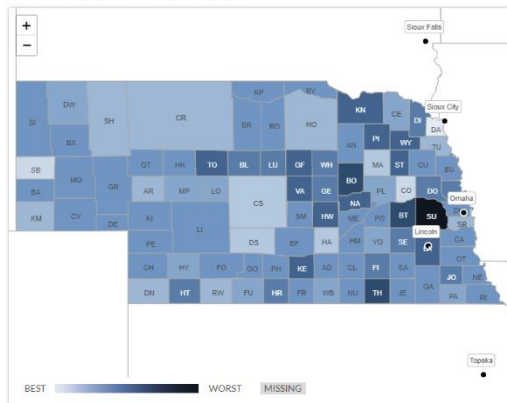 +
−
Sioux Falls
KP
BY
DW
CR
KN
CE
SI
SH
BR
RO
HO
DI
Sioux City
BX
AN
PI
WY
DA
TU
GT
HK
TO
BL
LU
GF
WH
MA
ST
CU
BU
SB
MO
BO
BA
GR
AR
MP
LO
CS
VA
GE
PL
CO
DO
Omaha
KM
CY
DE
KI
LI
SM
HW
NA
ME
PO
BT
SU
SR
Lincoln
PE
DS
BF
HA
HM
YO
SE
CA
OT
CH
HY
FO
GO
PH
KE
AD
CL
FI
SA
JO
NE
DN
HT
RW
FU
HR
FR
WB
NU
TH
JE
GA
PA
RI
Topeka
BEST WORST MISSING